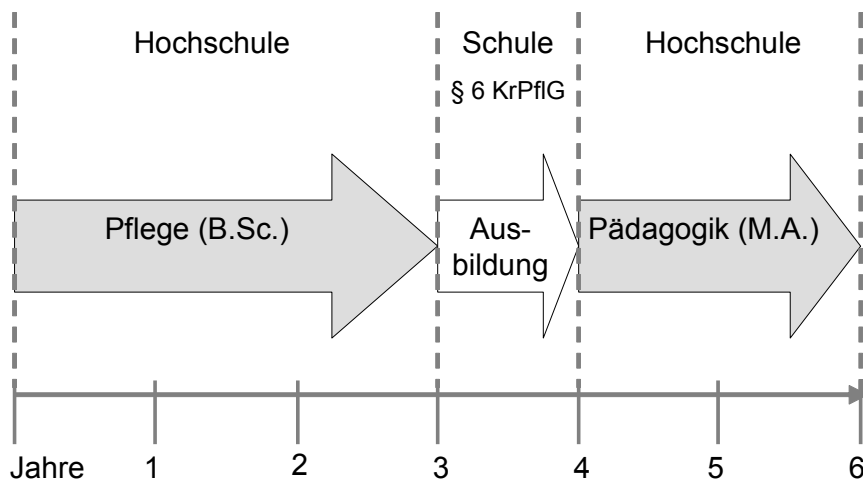 Hochschule
Schule
Hochschule
§ 6 KrPflG
Pflege (B.Sc.)
Aus-
bildung
Pädagogik (M.A.)
Jahre 1 2 3 4 5 6